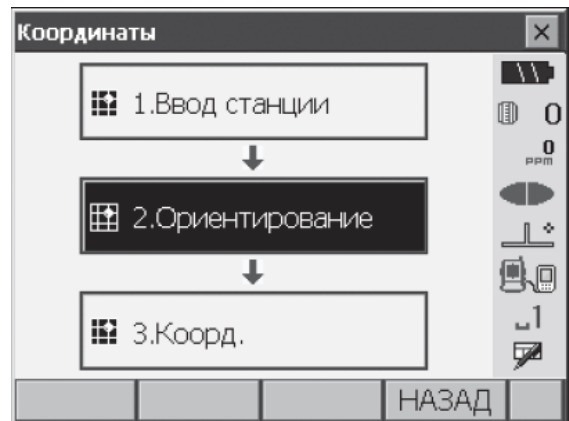 Координаты
1.Ввод станции
0
0
PPM
2.Ориентирование
3.Коорд.
1
НАЗАД